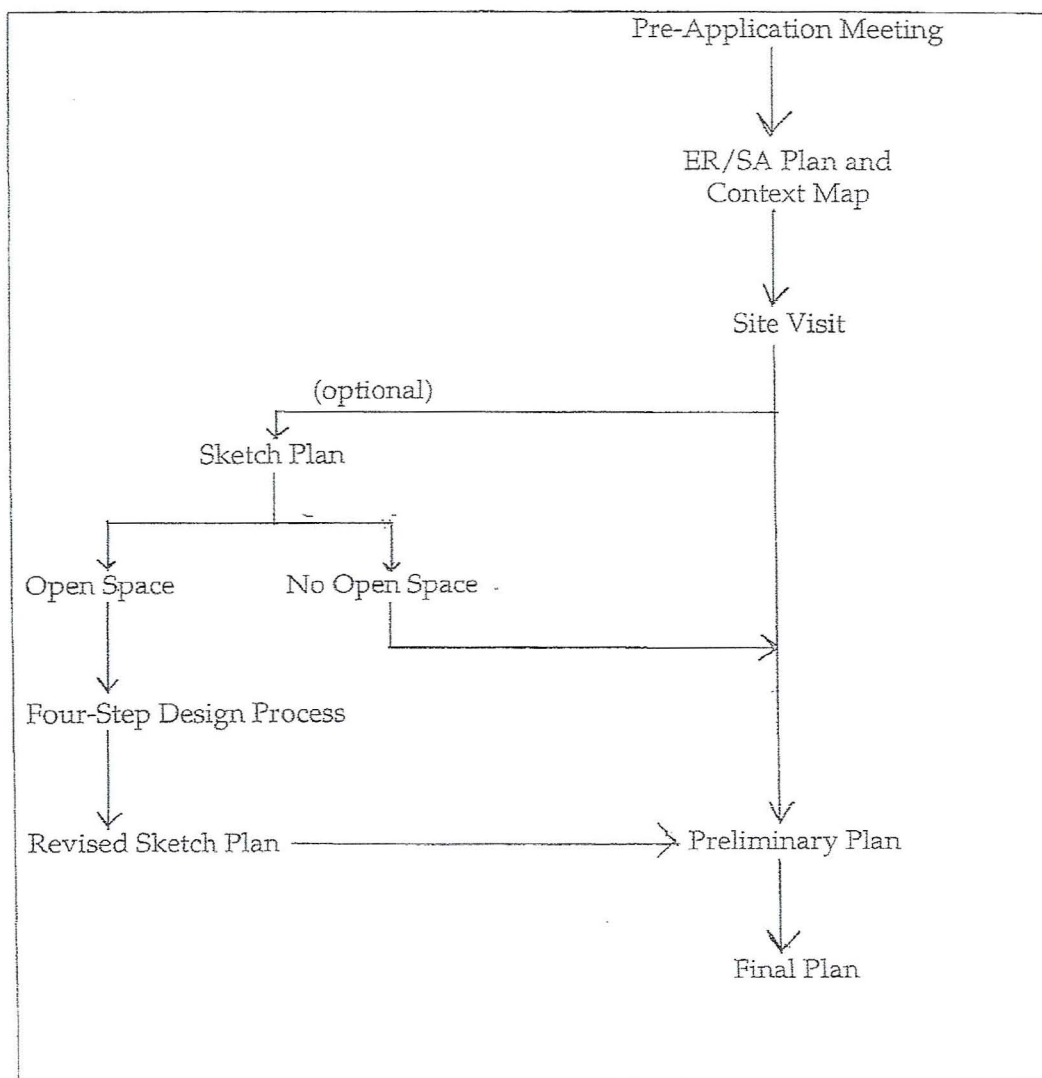 Pre-Application Meeting
ER/SA Plan and
Context Map
Site Visit
(optional)
Sketch Plan
Open Space
No Open Space
Four-Step Design Process
Revised Sketch Plan
Preliminary Plan
Final Plan